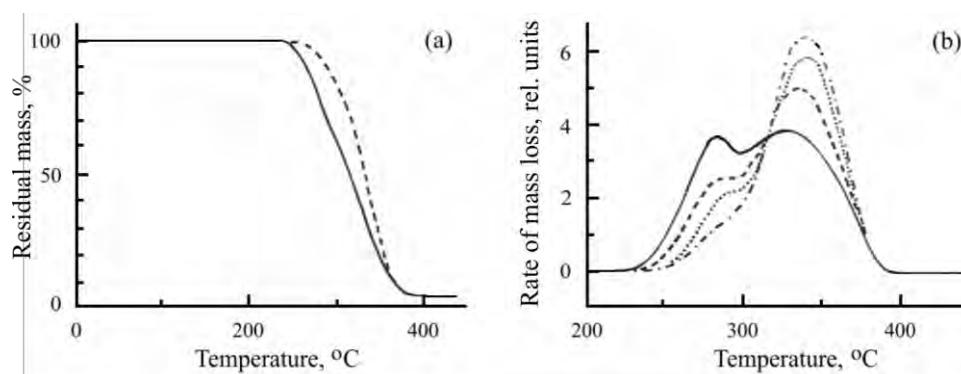 (a)
100
50
0
0
200
400
Residual mass, %
Temperature, °C
(b)
6
4
2
0
200
300
400
Rate of mass loss, rel. units
Temperature, °C